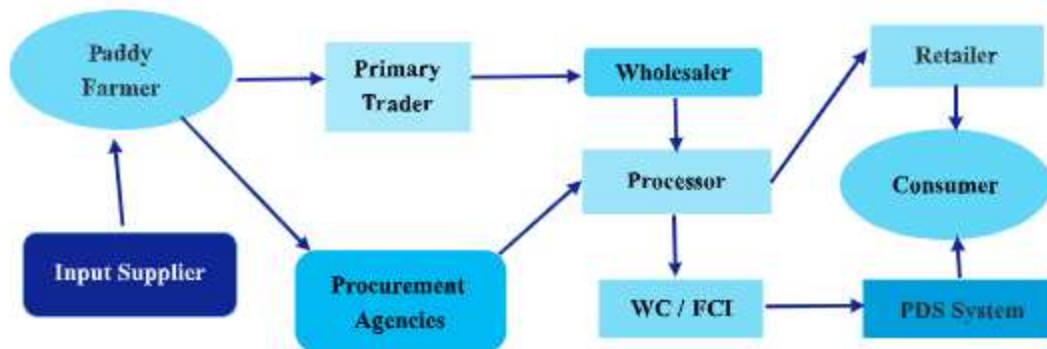 Paddy
Farmer
Primary
Trader
Wholesaler
Retailer
Processor
Consumer
Input Supplier
Procurement
Agencies
WC / FCI
PDS System